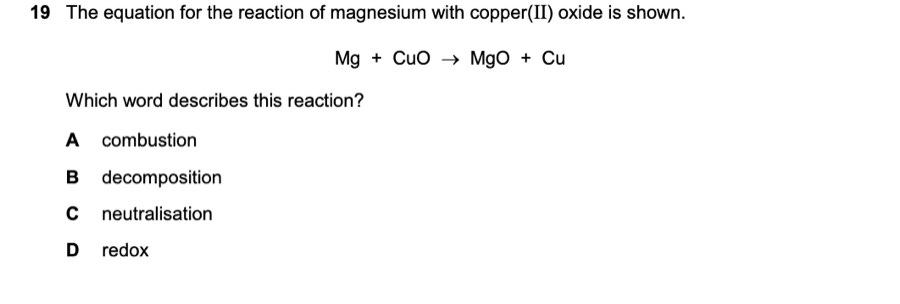 19 The equation for the reaction of magnesium with copper(II) oxide is shown.
Mg + CuO → MgO + Cu
Which word describes this reaction?
A combustion
B decomposition
C neutralisation
D redox